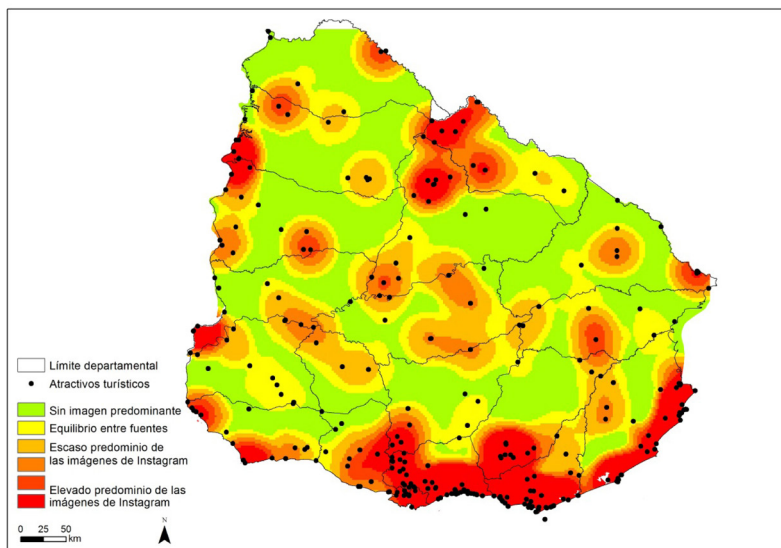 Límite departamental
Atractivos turísticos
Sin imagen predominante
Equilibrio entre fuentes
Escaso predominio de
las imágenes de Instagram
Elevado predominio de las
imágenes de Instagram
N
0 25 50
km